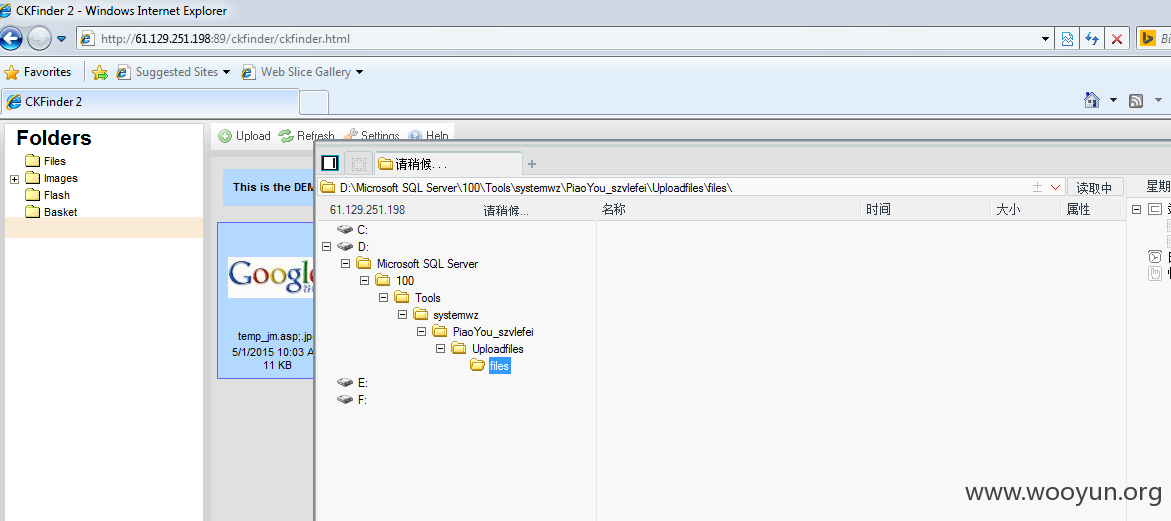 CKFinder 2 - Windows Internet Explorer
http://61.129.251.198:89/ckfinder/ckfinder.html
Favorites Suggested Sites Web Slice Gallery
CKFinder 2
Folders
Files
Images
Flash
Basket
Upload Refresh Settings Help
This is the DEM
Google
temp_jm.asp;.jp
5/1/2015 10:03 A
11 KB
请稍候. . .
D:\Microsoft SQL Server\100\Tools\systemwz\PiaoYou_szvlefei\Uploadfiles\files\
读取中
星期
61.129.251.198 请稍候... 名称 时间 大小 属性
C:
D:
Microsoft SQL Server
100
Tools
systemwz
PiaoYou_szvlefei
Uploadfiles
files
E:
F:
www.wooyun.org